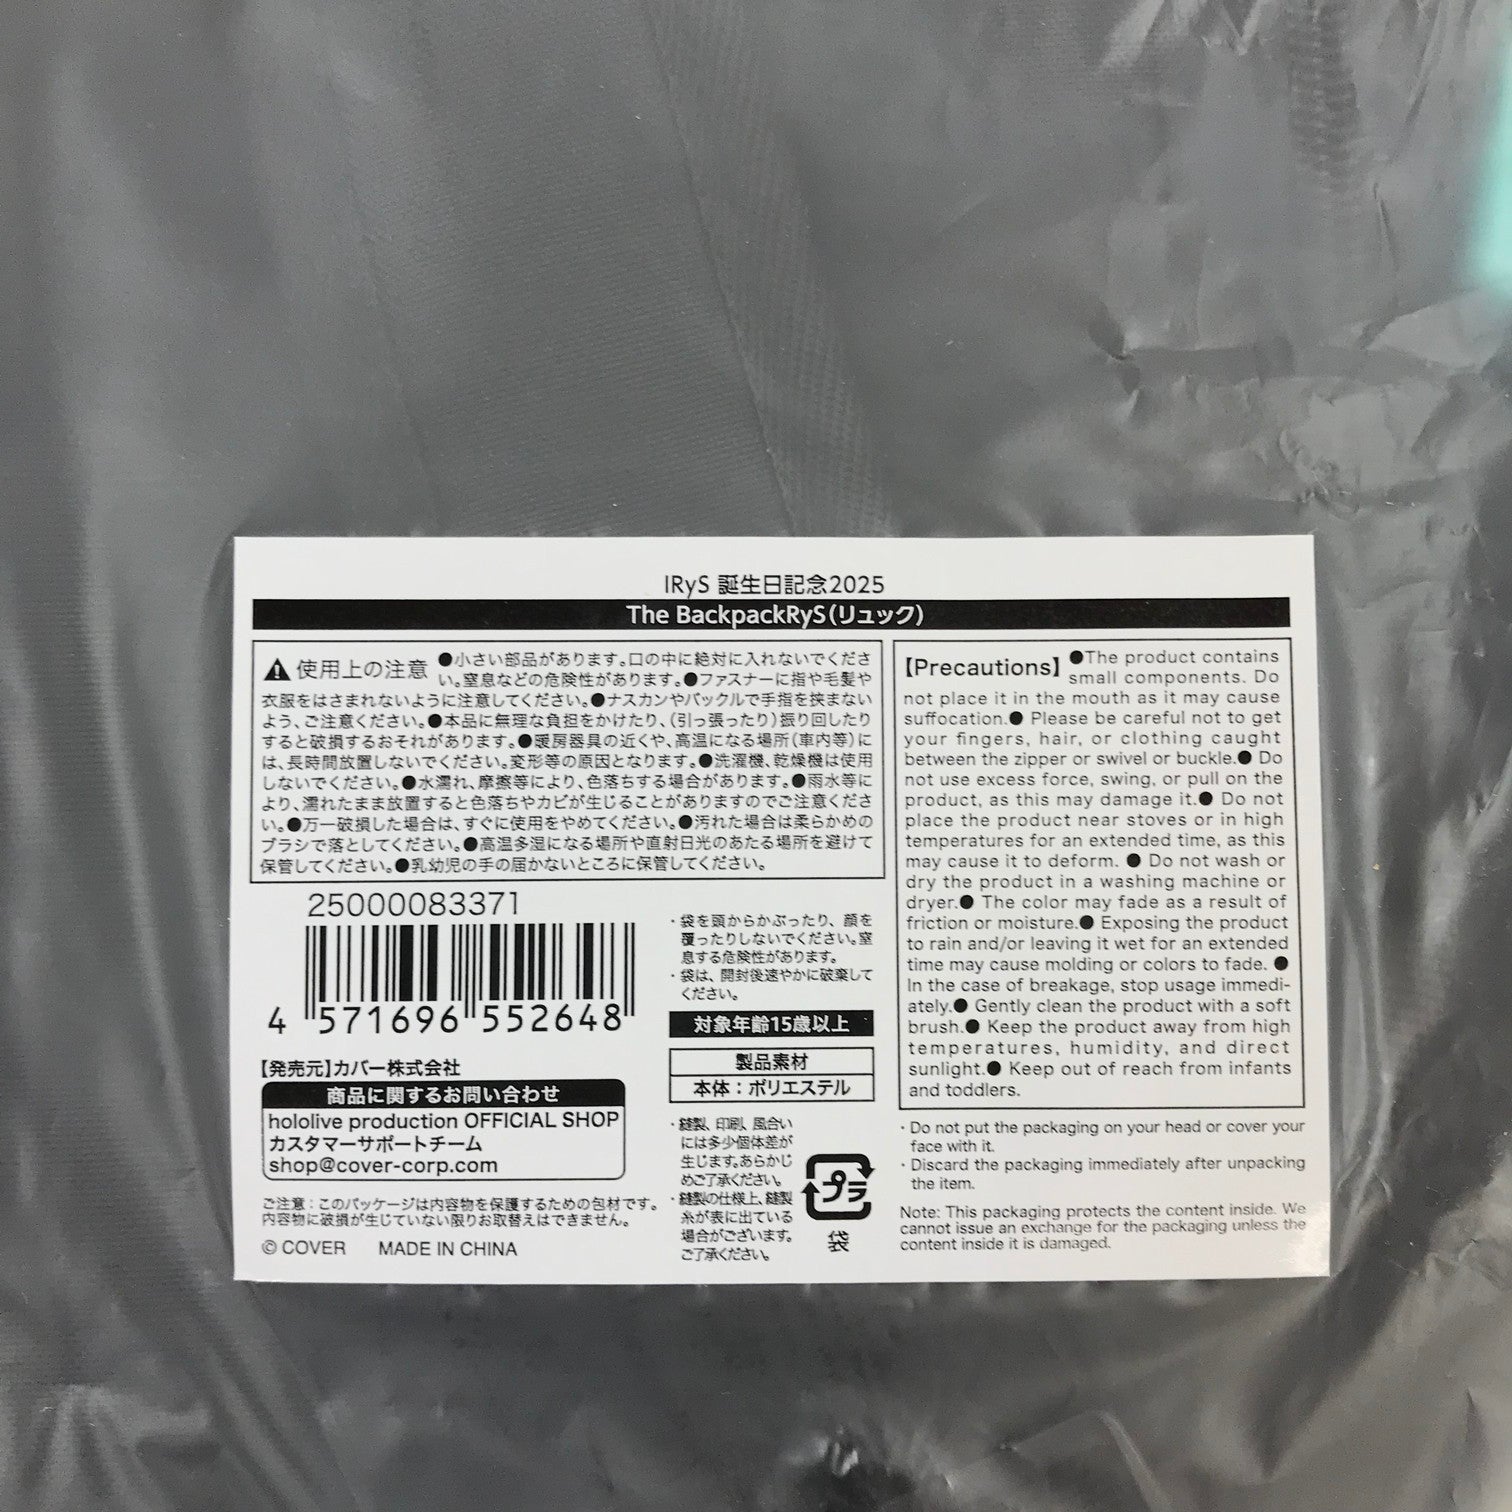 IRyS 誕生日記念2025
The BackpackRyS(リュック)
使用上の注意 ●小さい部品があります。口の中に絶対に入れないでくださ
い。窒息などの危険性があります。●ファスナーに指や毛髪や
衣服をはさまれないように注意してください。●ナスカンやバックルで手指を挟まない
よう、ご注意ください。●本品に無理な負担をかけたり、(引っ張ったり)振り回したり
すると破損するおそれがあります。●暖房器具の近くや、高温になる場所(車内等)に
は、長時間放置しないでください。変形等の原因となります。●洗濯機、乾燥機は使用
しないでください。●水濡れ、摩擦等により、色落ちする場合があります。●雨水等に
より、濡れたまま放置すると色落ちやカビが生じることがありますのでご注意くださ
い。●万一破損した場合は、すぐに使用をやめてください。●汚れた場合は柔らかめの
ブラシで落としてください。●高温多湿になる場所や直射日光のあたる場所を避けて
保管してください。●乳幼児の手の届かないところに保管してください。
25000083371
4 571696 552648
【発売元】カバー株式会社
商品に関するお問い合わせ
hololive production OFFICIAL SHOP
カスタマーサポートチーム
shop@cover-corp.com
ご注意:このパッケージは内容物を保護するための包材です。
内容物に破損が生じていない限りお取替えはできません。
© COVER MADE IN CHINA
・袋を頭からかぶったり、顔を
覆ったりしないでください。窒
息する危険性があります。
・袋は、開封後速やかに破棄して
ください。
対象年齢15歳以上
製品素材
本体:ポリエステル
・縫製、印刷、風合い
には多少個体差が
生じます。あらかじ
めご了承ください。
・縫製の仕様上、縫製
糸が表に出ている
場合がございます。
ご了承ください。
プラ
袋
【Precautions】 ●The product contains
small components. Do
not place it in the mouth as it may cause
suffocation.● Please be careful not to get
your fingers, hair, or clothing caught
between the zipper or swivel or buckle.● Do
not use excess force, swing, or pull on the
product, as this may damage it.● Do not
place the product near stoves or in high
temperatures for an extended time, as this
may cause it to deform. ● Do not wash or
dry the product in a washing machine or
dryer.● The color may fade as a result of
friction or moisture.● Exposing the product
to rain and/or leaving it wet for an extended
time may cause molding or colors to fade. ●
In the case of breakage, stop usage immedi-
ately.● Gently clean the product with a soft
brush.● Keep the product away from high
temperatures, humidity, and direct
sunlight.● Keep out of reach from infants
and toddlers.
・Do not put the packaging on your head or cover your
face with it.
・Discard the packaging immediately after unpacking
the item.
Note: This packaging protects the content inside. We
cannot issue an exchange for the packaging unless the
content inside it is damaged.